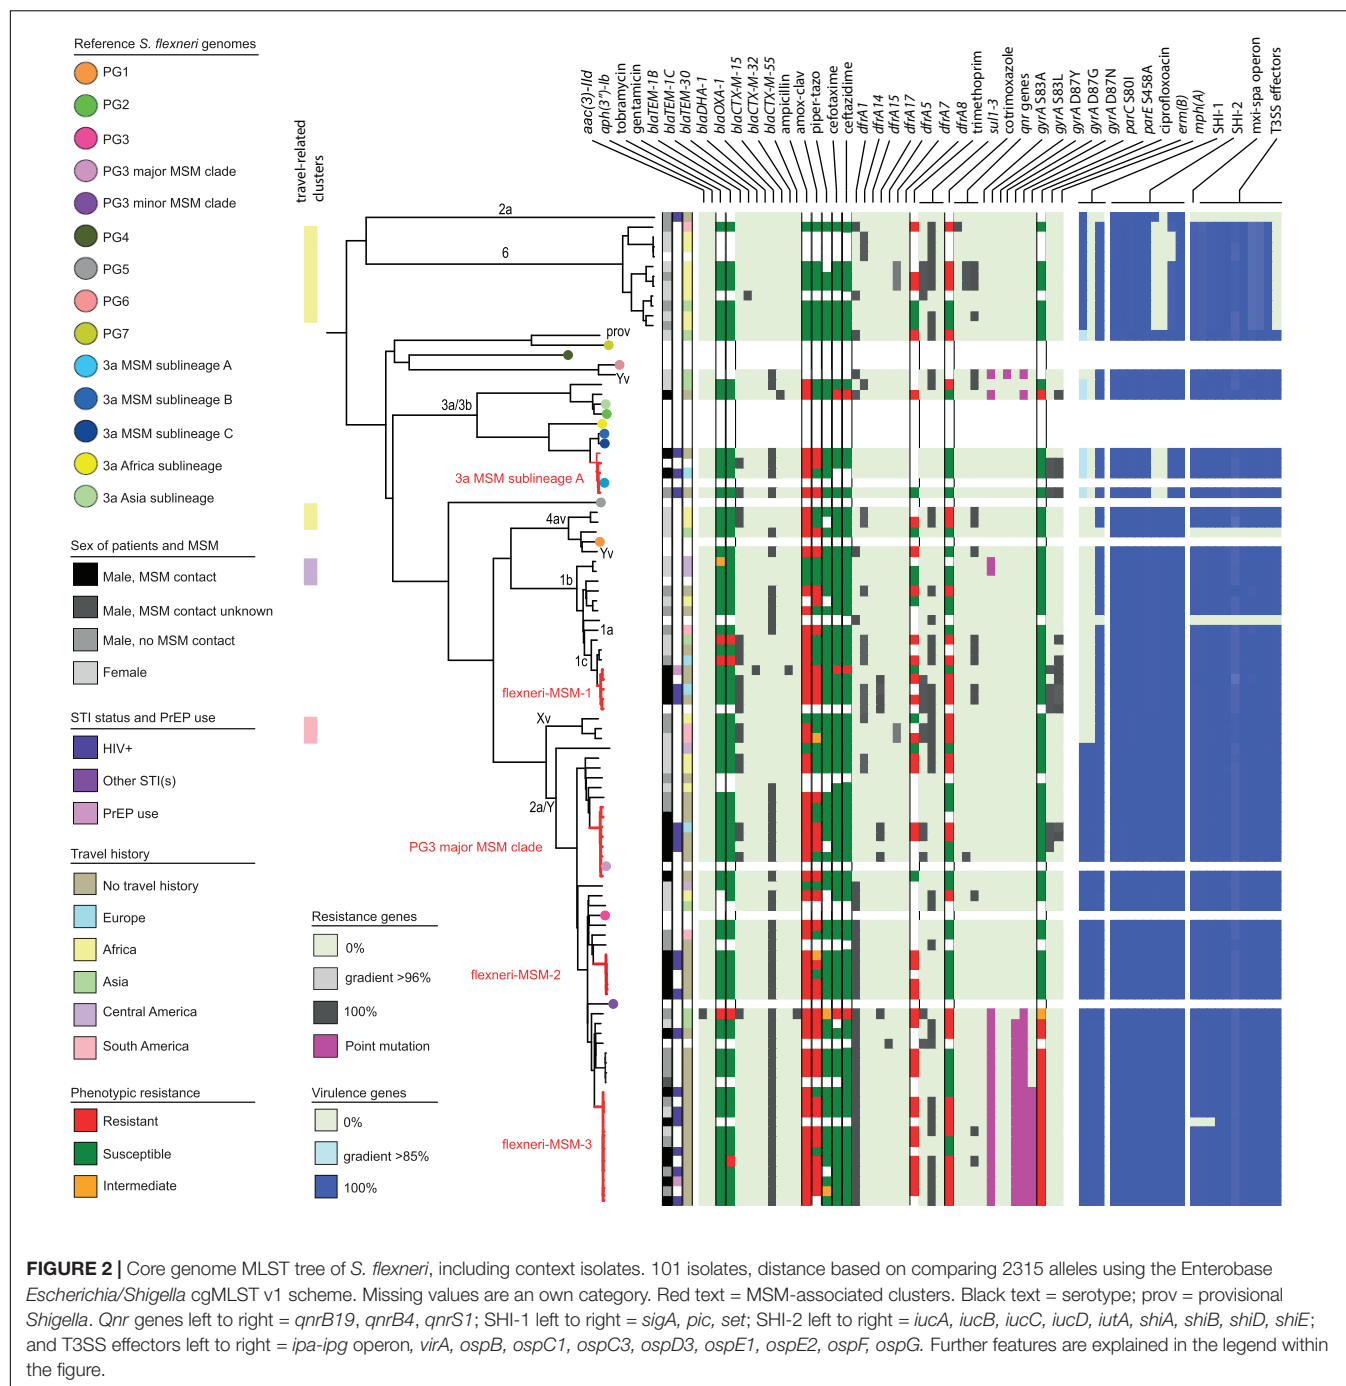 Reference S. flexneri genomes
PG1
PG2
PG3
PG3 major MSM clade
PG3 minor MSM clade
PG4
PG5
PG6
PG7
3a MSM sublineage A
3a MSM sublineage B
3a MSM sublineage C
3a Africa sublineage
3a Asia sublineage
Sex of patients and MSM
Male, MSM contact
Male, MSM contact unknown
Male, no MSM contact
Female
STI status and PrEP use
HIV+
Other STI(s)
PrEP use
Travel history
No travel history
Europe
Africa
Asia
Central America
South America
Phenotypic resistance
Resistant
Susceptible
Intermediate
Resistance genes
0%
gradient >96%
100%
Point mutation
Virulence genes
0%
gradient >85%
100%
travel-related
clusters
aac(3)-IId
aph(3")-Ib
tobramycin
gentamicin
blaTEM-1B
blaTEM-1C
blaTEM-30
blaDHA-1
blaOXA-1
blaCTX-M-15
blaCTX-M-32
blaCTX-M-55
ampicillin
amox-clav
piper-tazo
cefotaxime
ceftazidime
dfrA1
dfrA14
dfrA15
dfrA17
dfrA5
dfrA7
dfrA8
trimethoprim
sul1-3
cotrimoxazole
qnr genes
gyrA S83A
gyrA S83L
gyrA D87Y
gyrA D87G
gyrA D87N
parC S80I
parE S458A
ciprofloxacin
erm(B)
mph(A)
SHI-1
SHI-2
mxi-spa operon
T3SS effectors
2a
6
prov
Yv
3a/3b
3a MSM sublineage A
4av
Yv
1b
1a
1c
flexneri-MSM-1
Xv
2a/Y
PG3 major MSM clade
flexneri-MSM-2
flexneri-MSM-3
FIGURE 2 | Core genome MLST tree of S. flexneri, including context isolates. 101 isolates, distance based on comparing 2315 alleles using the Enterobase
Escherichia/Shigella cgMLST v1 scheme. Missing values are an own category. Red text = MSM-associated clusters. Black text = serotype; prov = provisional
Shigella. Qnr genes left to right = qnrB19, qnrB4, qnrS1; SHI-1 left to right = sigA, pic, set; SHI-2 left to right = iucA, iucB, iucC, iucD, iutA, shiA, shiB, shiD, shiE;
and T3SS effectors left to right = ipa-ipg operon, virA, ospB, ospC1, ospC3, ospD3, ospE1, ospE2, ospF, ospG. Further features are explained in the legend within
the figure.